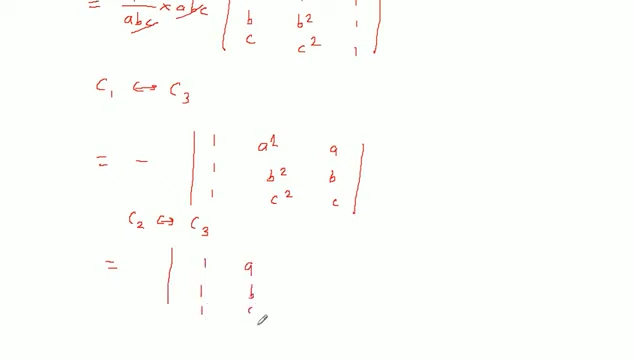 = abc × abc
b b² 1
c c² 1
C₁ ↔ C₃
= - | 1 a² a |
1 b² b
1 c² c
C₂ ↔ C₃
= | 1 a
1 b
1 c